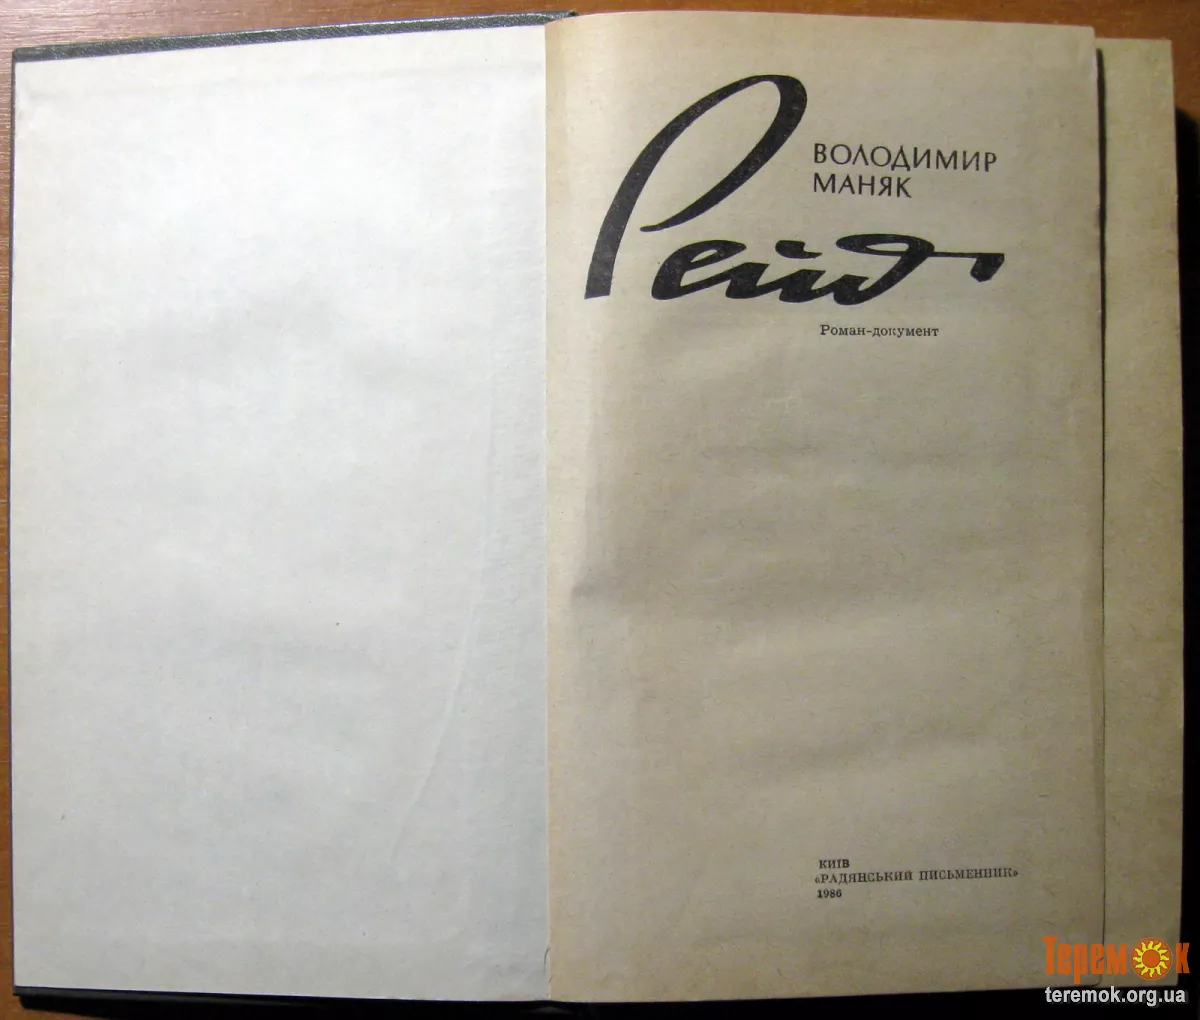 ВОЛОДИМИР
МАНЯК
Рейд
Роман-документ
КИЇВ
«РАДЯНСЬКИЙ ПИСЬМЕННИК»
1986
Теремок
teremok.org.ua